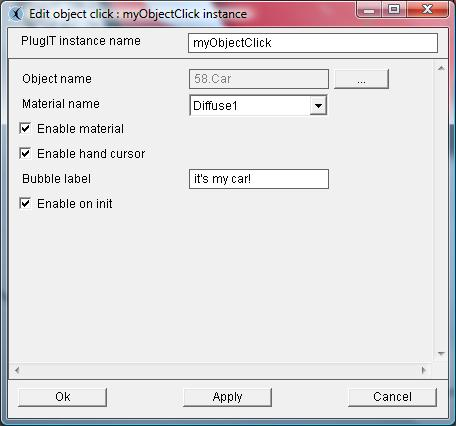 Edit object click : myObjectClick instance
PlugIT instance name myObjectClick
Object name 58.Car ...
Material name Diffuse1
Enable material
Enable hand cursor
Bubble label it's my car!
Enable on init
Ok Apply Cancel